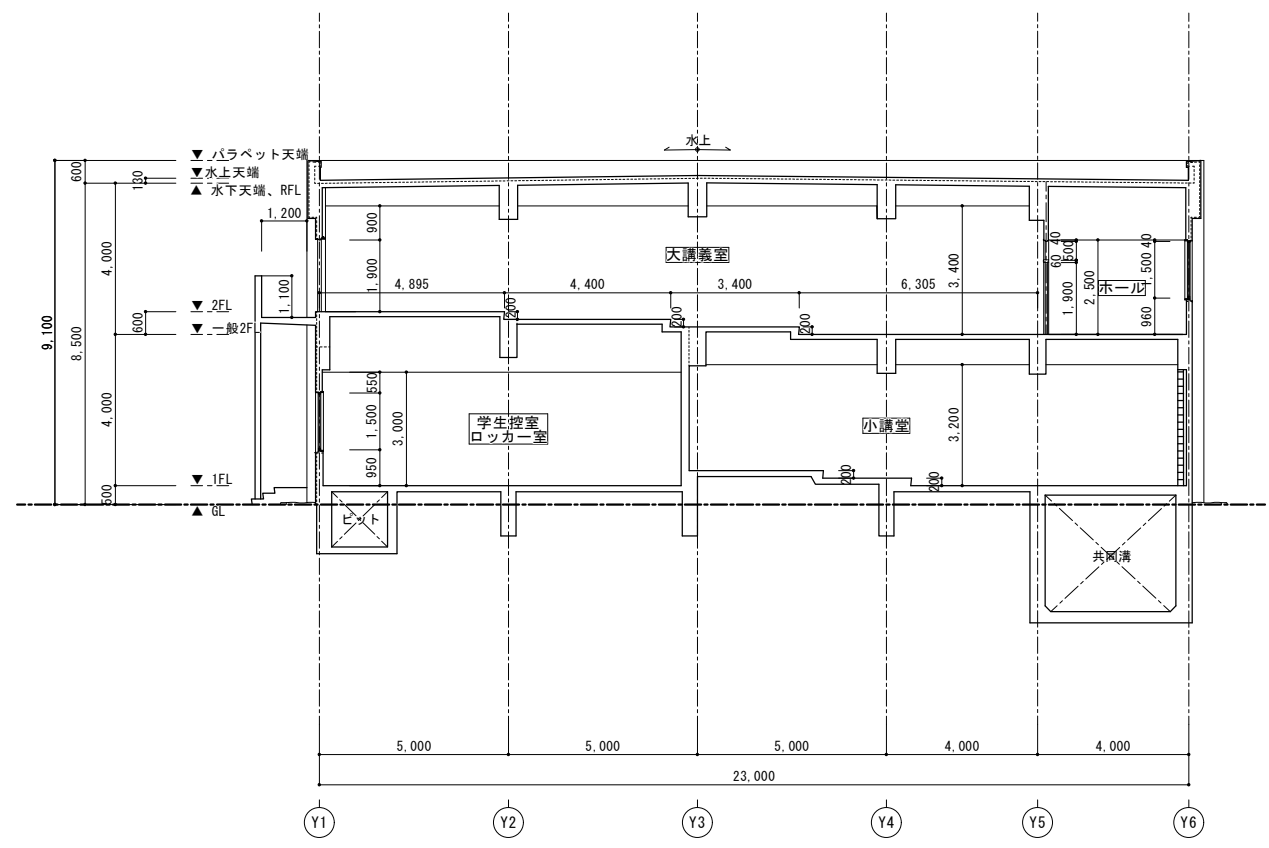 水上
▼ パラペット天端
▼水上天端
▲ 水下天端、RFL
600
130
1,200
4,000
900
1,900
大講義室
3,400
40
500
60
1,900
2,500
40
1,500
960
ホール
4,895
4,400
3,400
6,305
1,100
▼ 2FL
▼ 一般2FL
600
200
200
200
9,100
8,500
4,000
550
1,500
950
3,000
学生控室
ロッカー室
小講堂
3,200
200
200
▼ 1FL
500
▲ GL
ピット
共同溝
5,000
5,000
5,000
4,000
4,000
23,000
Y1
Y2
Y3
Y4
Y5
Y6